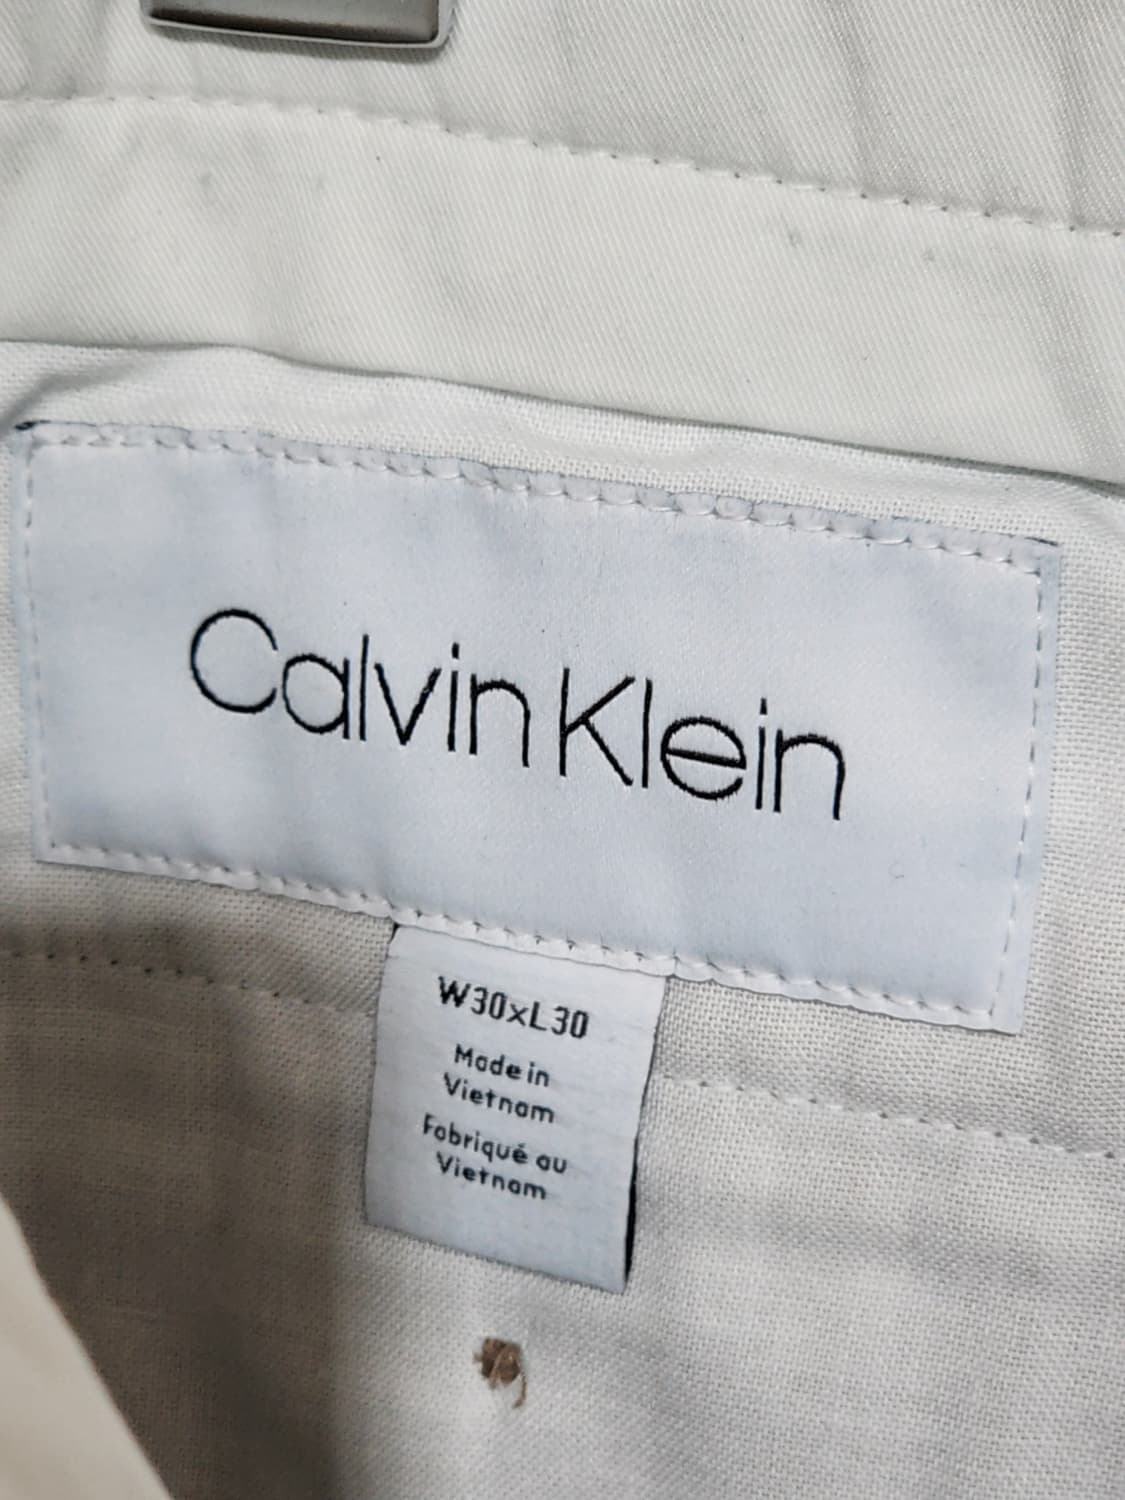 Calvin Klein
W30xL30
Made in
Vietnam
Fabriqué au
Vietnam